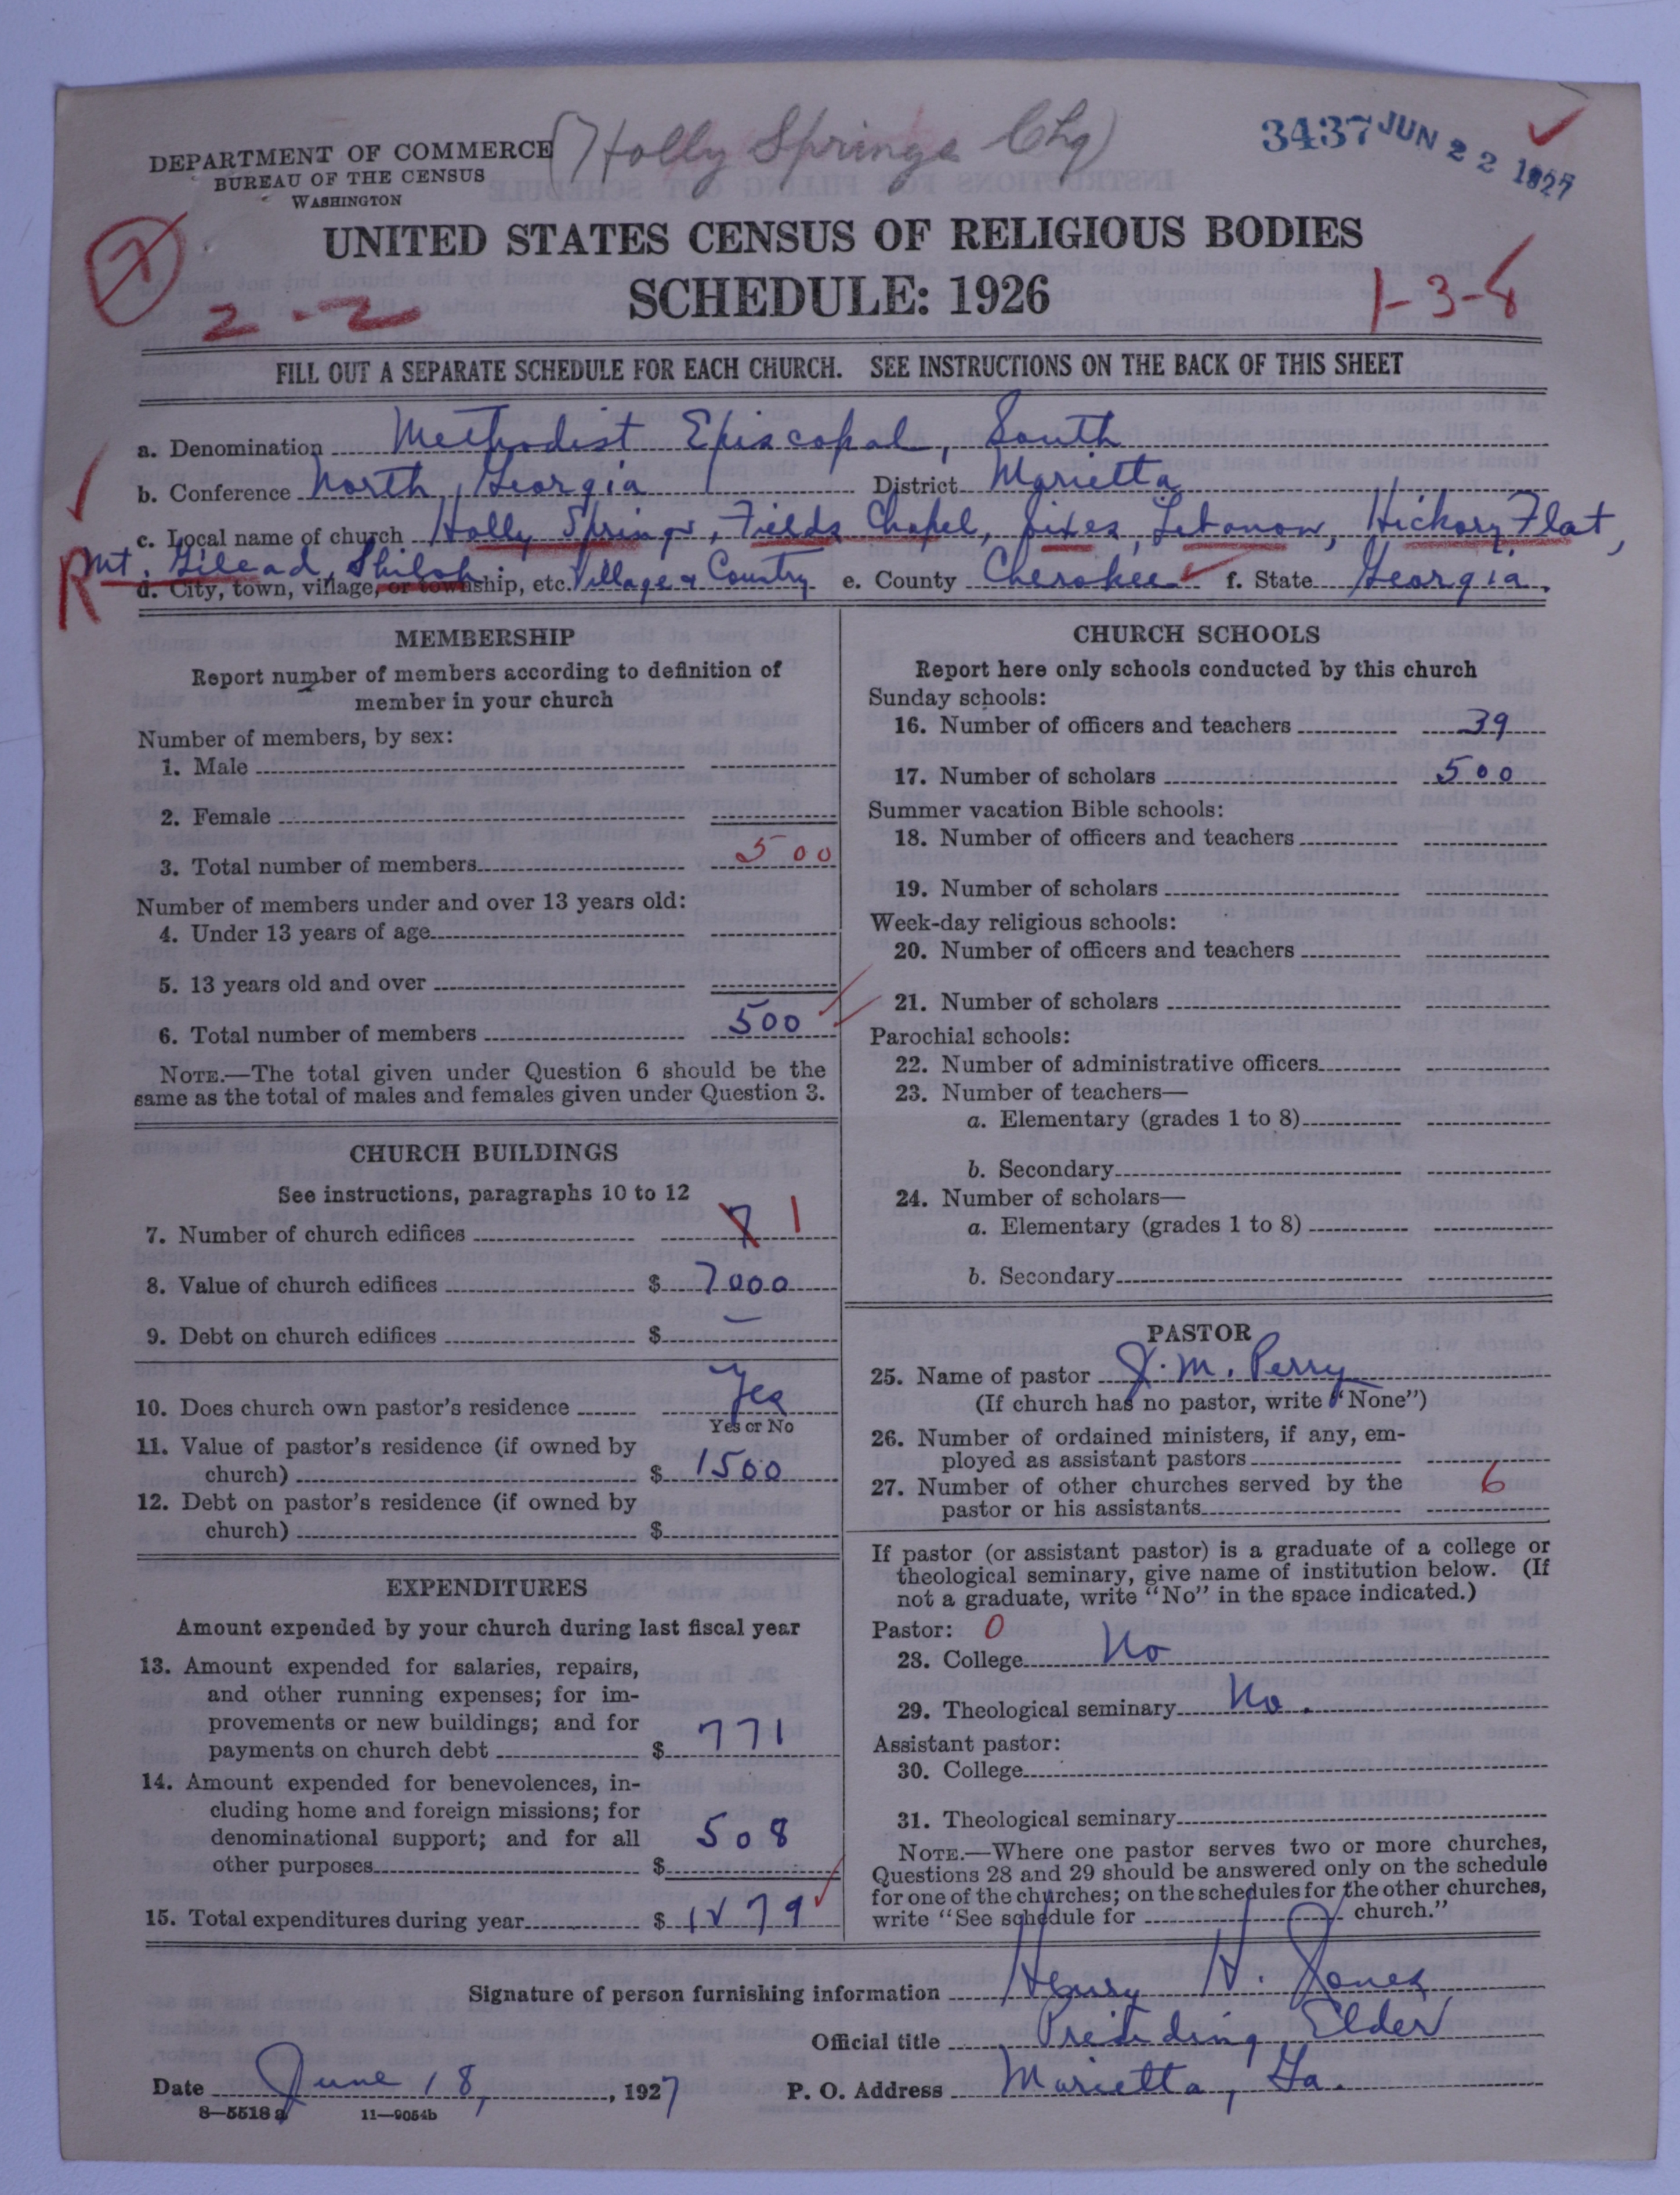 (Holly Springs Chg)
3437 JUN 22 1927
DEPARTMENT OF COMMERCE
BUREAU OF THE CENSUS
WASHINGTON
UNITED STATES CENSUS OF RELIGIOUS BODIES
7
2-2
SCHEDULE: 1926
1-3-8
FILL OUT A SEPARATE SCHEDULE FOR EACH CHURCH. SEE INSTRUCTIONS ON THE BACK OF THIS SHEET
a. Denomination Methodist Episcopal, South
b. Conference North Georgia District Marietta
c. Local name of church Holly Springs, Fields Chapel, Sixes, Lebanon, Hickory Flat,
R Mt. Gilead, Shiloh
d. City, town, village, or township, etc. Village & Country e. County Cherokee f. State Georgia.
MEMBERSHIP
Report number of members according to definition of
member in your church
Number of members, by sex:
1. Male
2. Female
3. Total number of members 500
Number of members under and over 13 years old:
4. Under 13 years of age
5. 13 years old and over
6. Total number of members 500
NOTE.—The total given under Question 6 should be the
same as the total of males and females given under Question 3.
CHURCH BUILDINGS
See instructions, paragraphs 10 to 12
7. Number of church edifices 7 1
8. Value of church edifices $ 7000
9. Debt on church edifices $ —
10. Does church own pastor's residence Yes
Yes or No
11. Value of pastor's residence (if owned by
church) $ 1500
12. Debt on pastor's residence (if owned by
church) $
EXPENDITURES
Amount expended by your church during last fiscal year
13. Amount expended for salaries, repairs,
and other running expenses; for im-
provements or new buildings; and for
payments on church debt $ 771
14. Amount expended for benevolences, in-
cluding home and foreign missions; for
denominational support; and for all
other purposes $ 508
15. Total expenditures during year $ 1279
CHURCH SCHOOLS
Report here only schools conducted by this church
Sunday schools:
16. Number of officers and teachers 39
17. Number of scholars 500
Summer vacation Bible schools:
18. Number of officers and teachers
19. Number of scholars
Week-day religious schools:
20. Number of officers and teachers
21. Number of scholars
Parochial schools:
22. Number of administrative officers
23. Number of teachers—
a. Elementary (grades 1 to 8)
b. Secondary
24. Number of scholars—
a. Elementary (grades 1 to 8)
b. Secondary
PASTOR
25. Name of pastor J. M. Perry
(If church has no pastor, write "None")
26. Number of ordained ministers, if any, em-
ployed as assistant pastors
27. Number of other churches served by the
pastor or his assistants 6
If pastor (or assistant pastor) is a graduate of a college or
theological seminary, give name of institution below. (If
not a graduate, write "No" in the space indicated.)
Pastor: 0
28. College No
29. Theological seminary No.
Assistant pastor:
30. College
31. Theological seminary
NOTE.—Where one pastor serves two or more churches,
Questions 28 and 29 should be answered only on the schedule
for one of the churches; on the schedules for the other churches,
write "See schedule for church."
Signature of person furnishing information Henry H. Jones
Official title Presiding Elder
Date June 18, 1927 P. O. Address Marietta, Ga.
8—5518 a 11—9054b